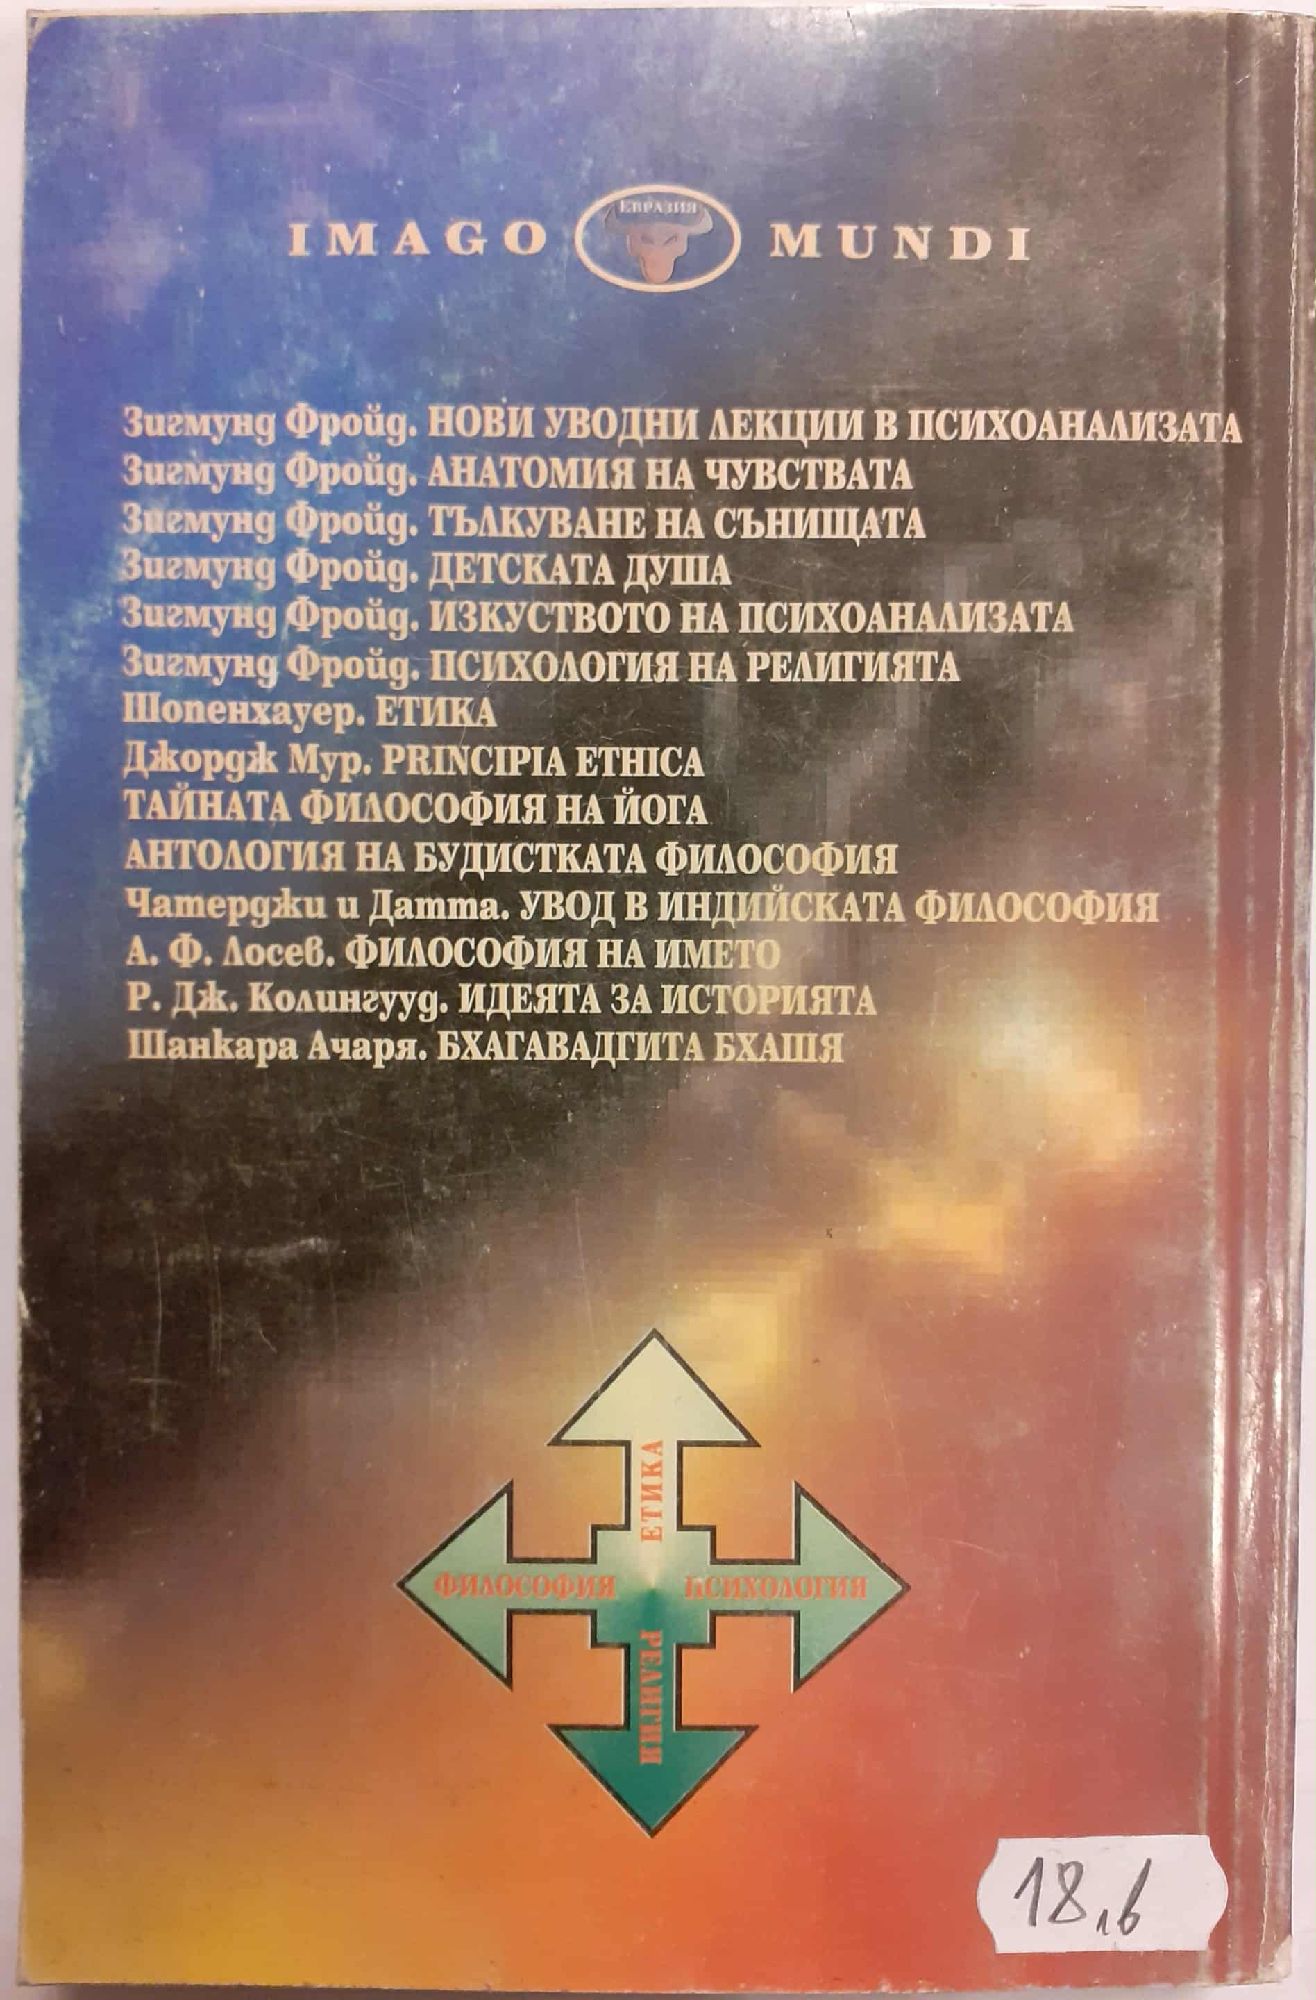 IMAGO ЕВРАЗИЯ MUNDI
Зигмунд Фройд. НОВИ УВОДНИ ЛЕКЦИИ В ПСИХОАНАЛИЗАТА
Зигмунд Фройд. АНАТОМИЯ НА ЧУВСТВАТА
Зигмунд Фройд. ТЪЛКУВАНЕ НА СЪНИЩАТА
Зигмунд Фройд. ДЕТСКАТА ДУША
Зигмунд Фройд. ИЗКУСТВОТО НА ПСИХОАНАЛИЗАТА
Зигмунд Фройд. ПСИХОЛОГИЯ НА РЕЛИГИЯТА
Шопенхауер. ЕТИКА
Джордж Мур. PRINCIPIA ETHICA
ТАЙНАТА ФИЛОСОФИЯ НА ЙОГА
АНТОЛОГИЯ НА БУДИСТКАТА ФИЛОСОФИЯ
Чатерджи и Датта. УВОД В ИНДИЙСКАТА ФИЛОСОФИЯ
А. Ф. Лосев. ФИЛОСОФИЯ НА ИМЕТО
Р. Дж. Колингууд. ИДЕЯТА ЗА ИСТОРИЯТА
Шанкара Ачаря. БХАГАВАДГИТА БХАШЯ
ЕТИКА
ФИЛОСОФИЯ ПСИХОЛОГИЯ
РЕЛИГИИ
18лв